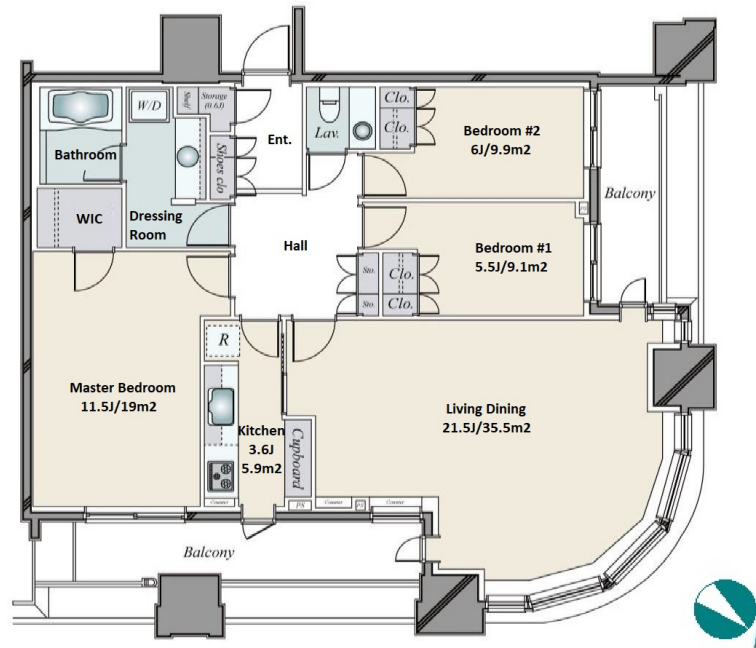 W/D
Shelf
Storage
(0.6J)
Clo.
Clo.
Lav.
Ent.
Bedroom #2
6J/9.9m2
Bathroom
Shoes clo
Balcony
WIC
Dressing
Room
PS
Hall
Bedroom #1
5.5J/9.1m2
Sto.
Clo.
Sto.
Clo.
R
Master Bedroom
11.5J/19m2
Living Dining
21.5J/35.5m2
Kitchen
3.6J
5.9m2
Cupboard
Counter
PS
Counter
PS
Counter
Balcony